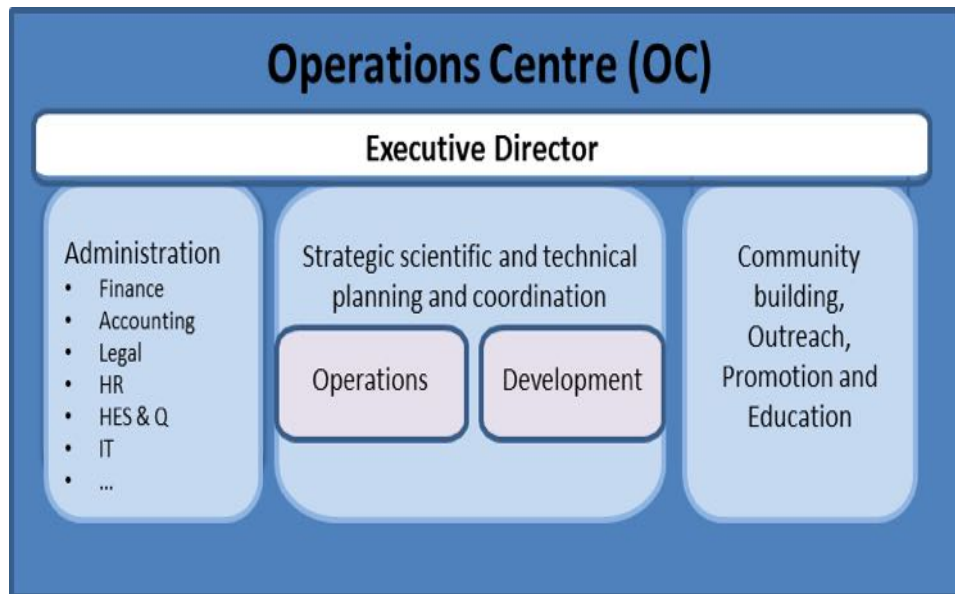 Operations Centre (OC)
Executive Director
Administration
• Finance
• Accounting
• Legal
• HR
• HES & Q
• IT
• ...
Strategic scientific and technical
planning and coordination
Operations
Development
Community
building,
Outreach,
Promotion and
Education